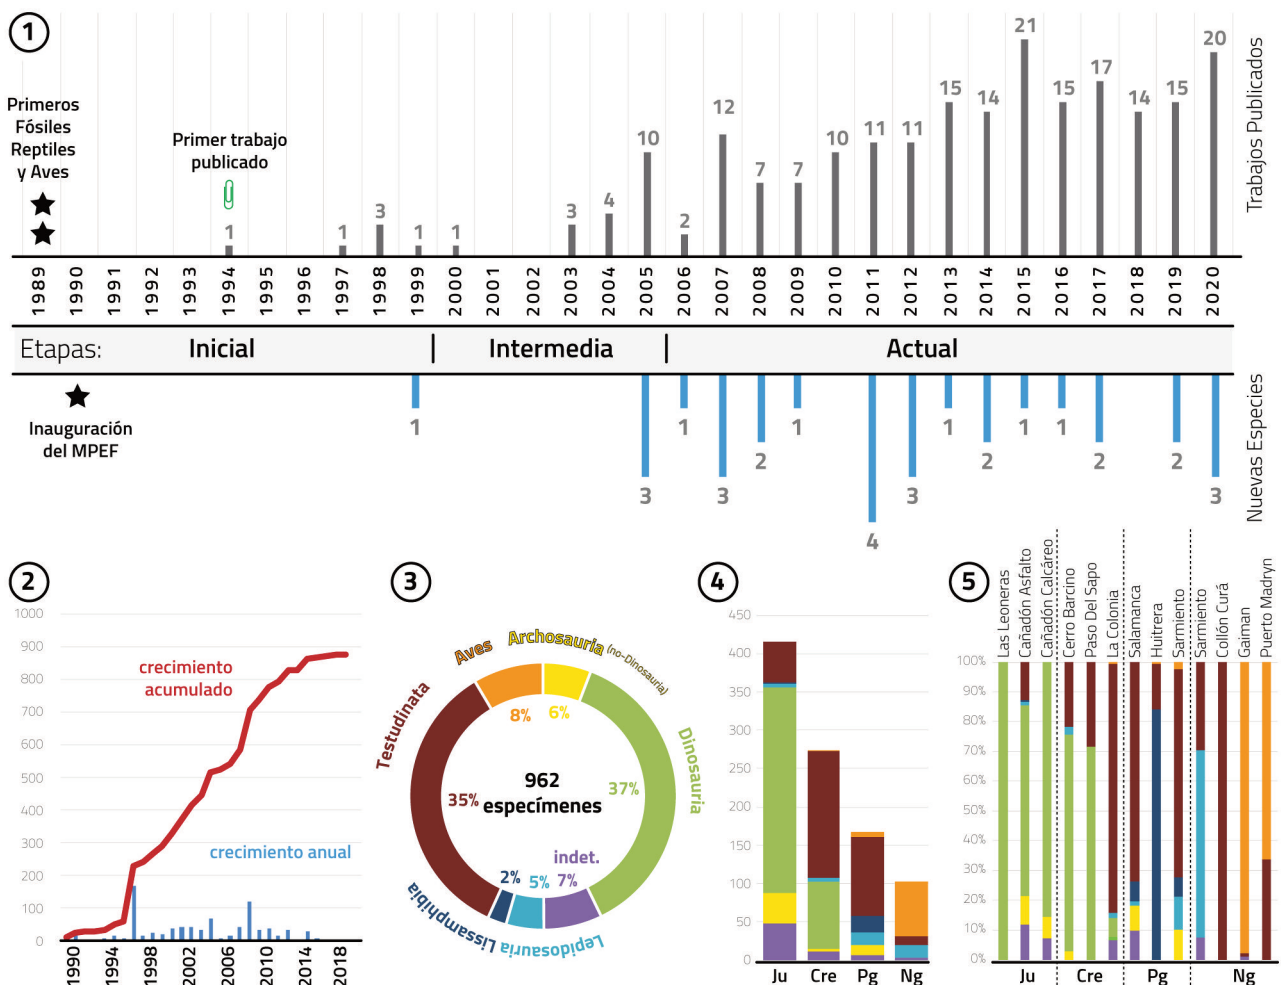 1
Primeros
Fósiles
Reptiles
y Aves
Primer trabajo
publicado
1 1 3 1 1 3 4 10 2 12 7 7 10 11 11 15 14 21 15 17 14 15 20
Trabajos Publicados
1989 1990 1991 1992 1993 1994 1995 1996 1997 1998 1999 2000 2001 2002 2003 2004 2005 2006 2007 2008 2009 2010 2011 2012 2013 2014 2015 2016 2017 2018 2019 2020
Etapas: Inicial | Intermedia | Actual
Inauguración
del MPEF
1 3 1 3 2 1 4 3 1 2 1 1 2 2 3
Nuevas Especies
2
1000
900
800
700
600
500
400
300
200
100
0
crecimiento
acumulado
crecimiento anual
1990 1994 1998 2002 2006 2010 2014 2018
3
Aves
Archosauria (no-Dinosauria)
Testudinata
Dinosauria
8%
6%
35%
37%
962
especímenes
indet.
2%
5%
7%
Lissamphibia
Lepidosauria
4
450
400
350
300
250
200
150
100
50
0
Ju Cre Pg Ng
5
Las Leoneras
Cañadón Asfalto
Cañadón Calcáreo
Cerro Barcino
Paso Del Sapo
La Colonia
Salamanca
Huitrera
Sarmiento
Sarmiento
Collón Curá
Gaiman
Puerto Madryn
100%
90%
80%
70%
60%
50%
40%
30%
20%
10%
0%
Ju Cre Pg Ng